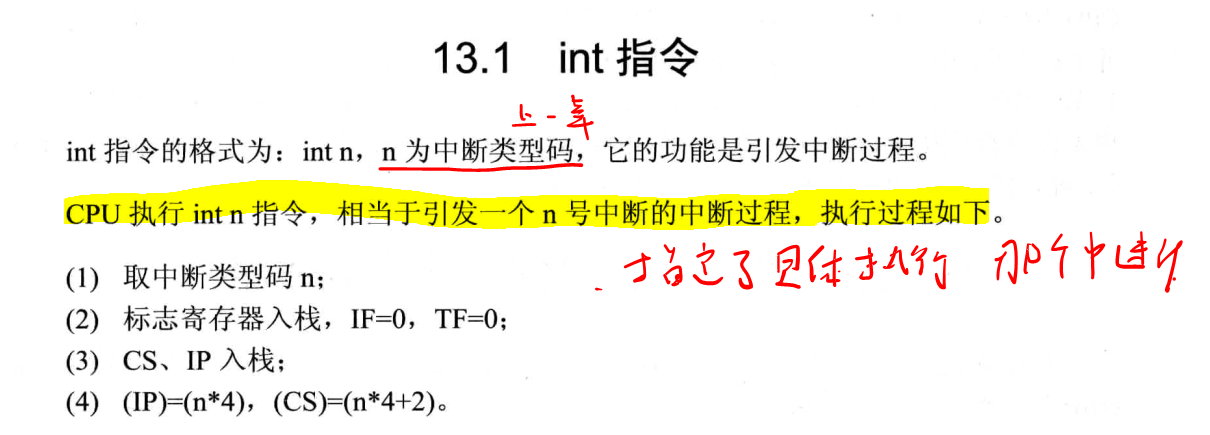 13.1 int 指令
上一章
int 指令的格式为：int n，n 为中断类型码，它的功能是引发中断过程。
CPU 执行 int n 指令，相当于引发一个 n 号中断的中断过程，执行过程如下。
指定了具体执行 那个中断
(1) 取中断类型码 n；
(2) 标志寄存器入栈，IF=0，TF=0；
(3) CS、IP 入栈；
(4) (IP)=(n*4)，(CS)=(n*4+2)。